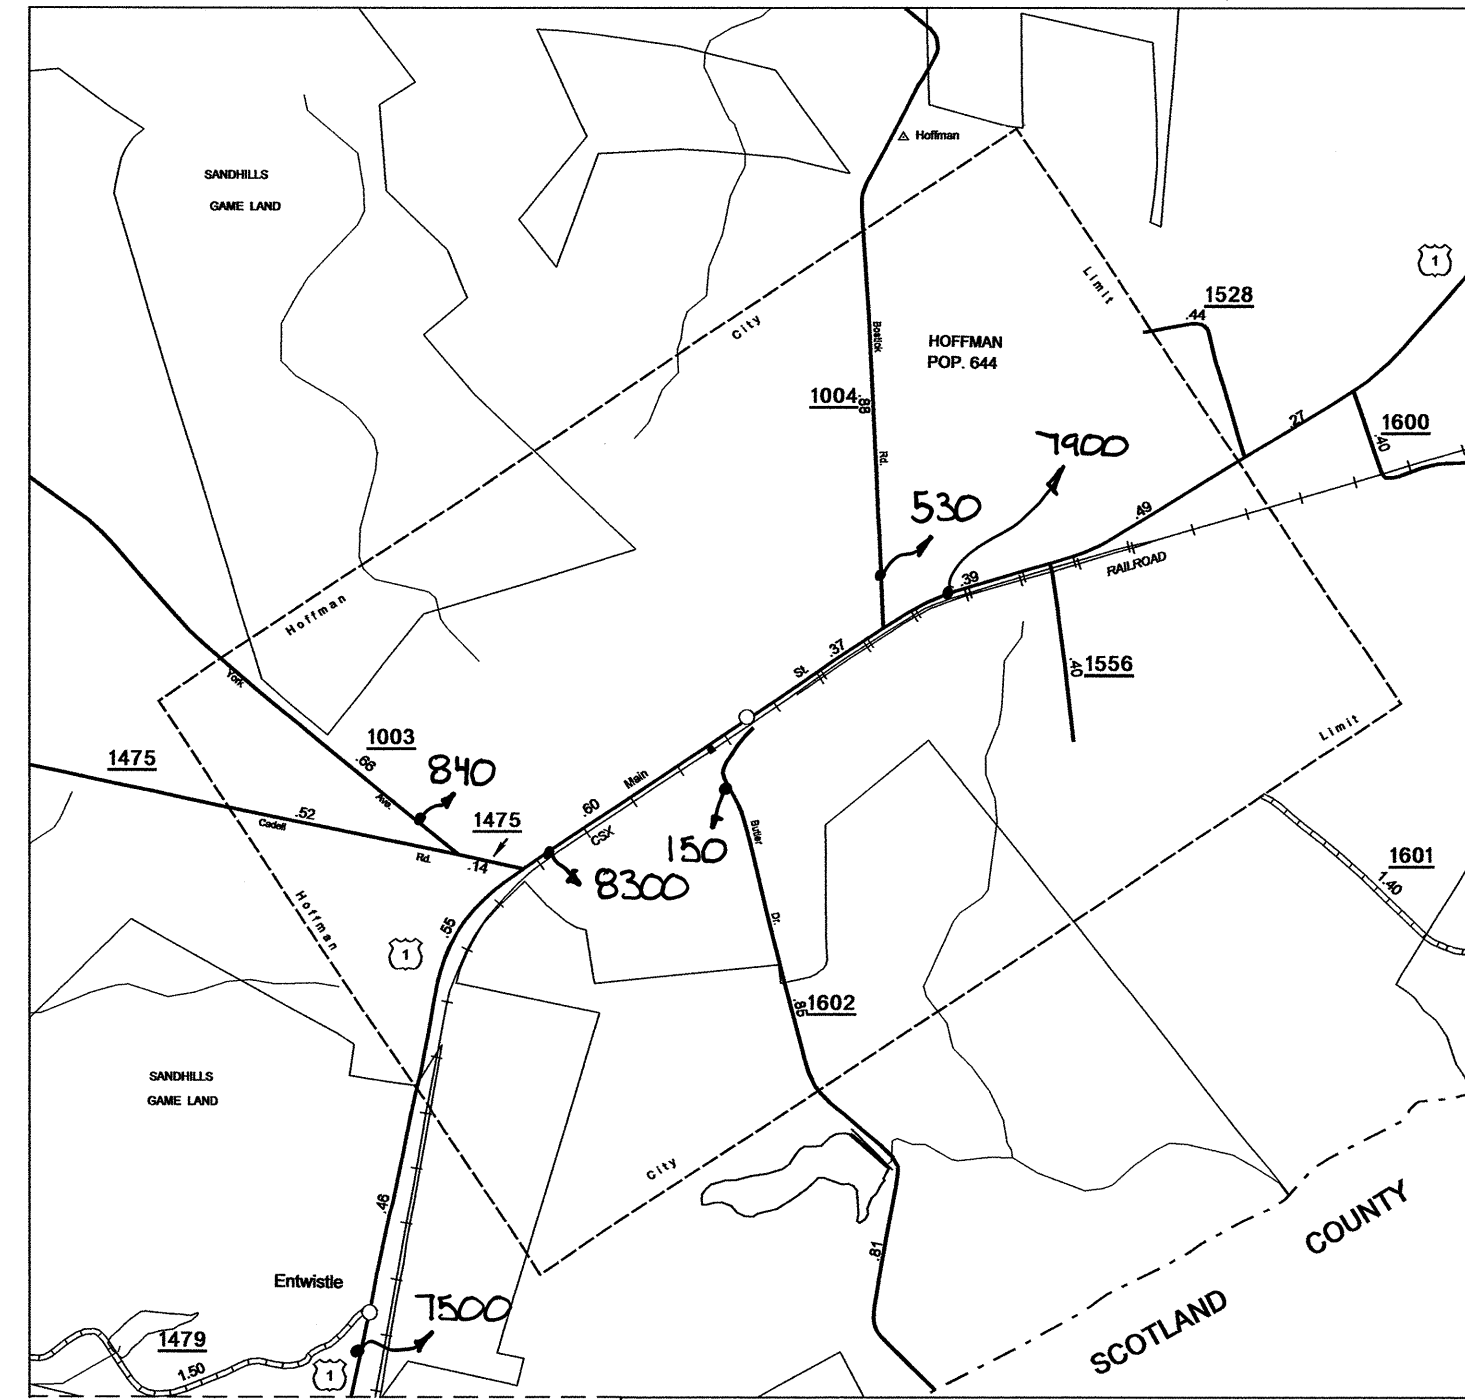 Hoffman
SANDHILLS
GAME LAND
1
Limit
1528
.44
City
Bostick
HOFFMAN
POP. 644
1004
.88
.27
1600
.40
7900
Rd.
530
.49
RAILROAD
.39
Hoffman
.37
St.
1556
.40
York
Limit
1003
1475
.66
840
Main
Ave.
.60
.52
Cadell
1475
CSX
Butler
150
Rd.
.14
1601
1.40
8300
Hoffman
Dr.
.55
1
1602
.85
SANDHILLS
GAME LAND
City
.46
COUNTY
.81
Entwistle
7500
SCOTLAND
1479
1.50
1